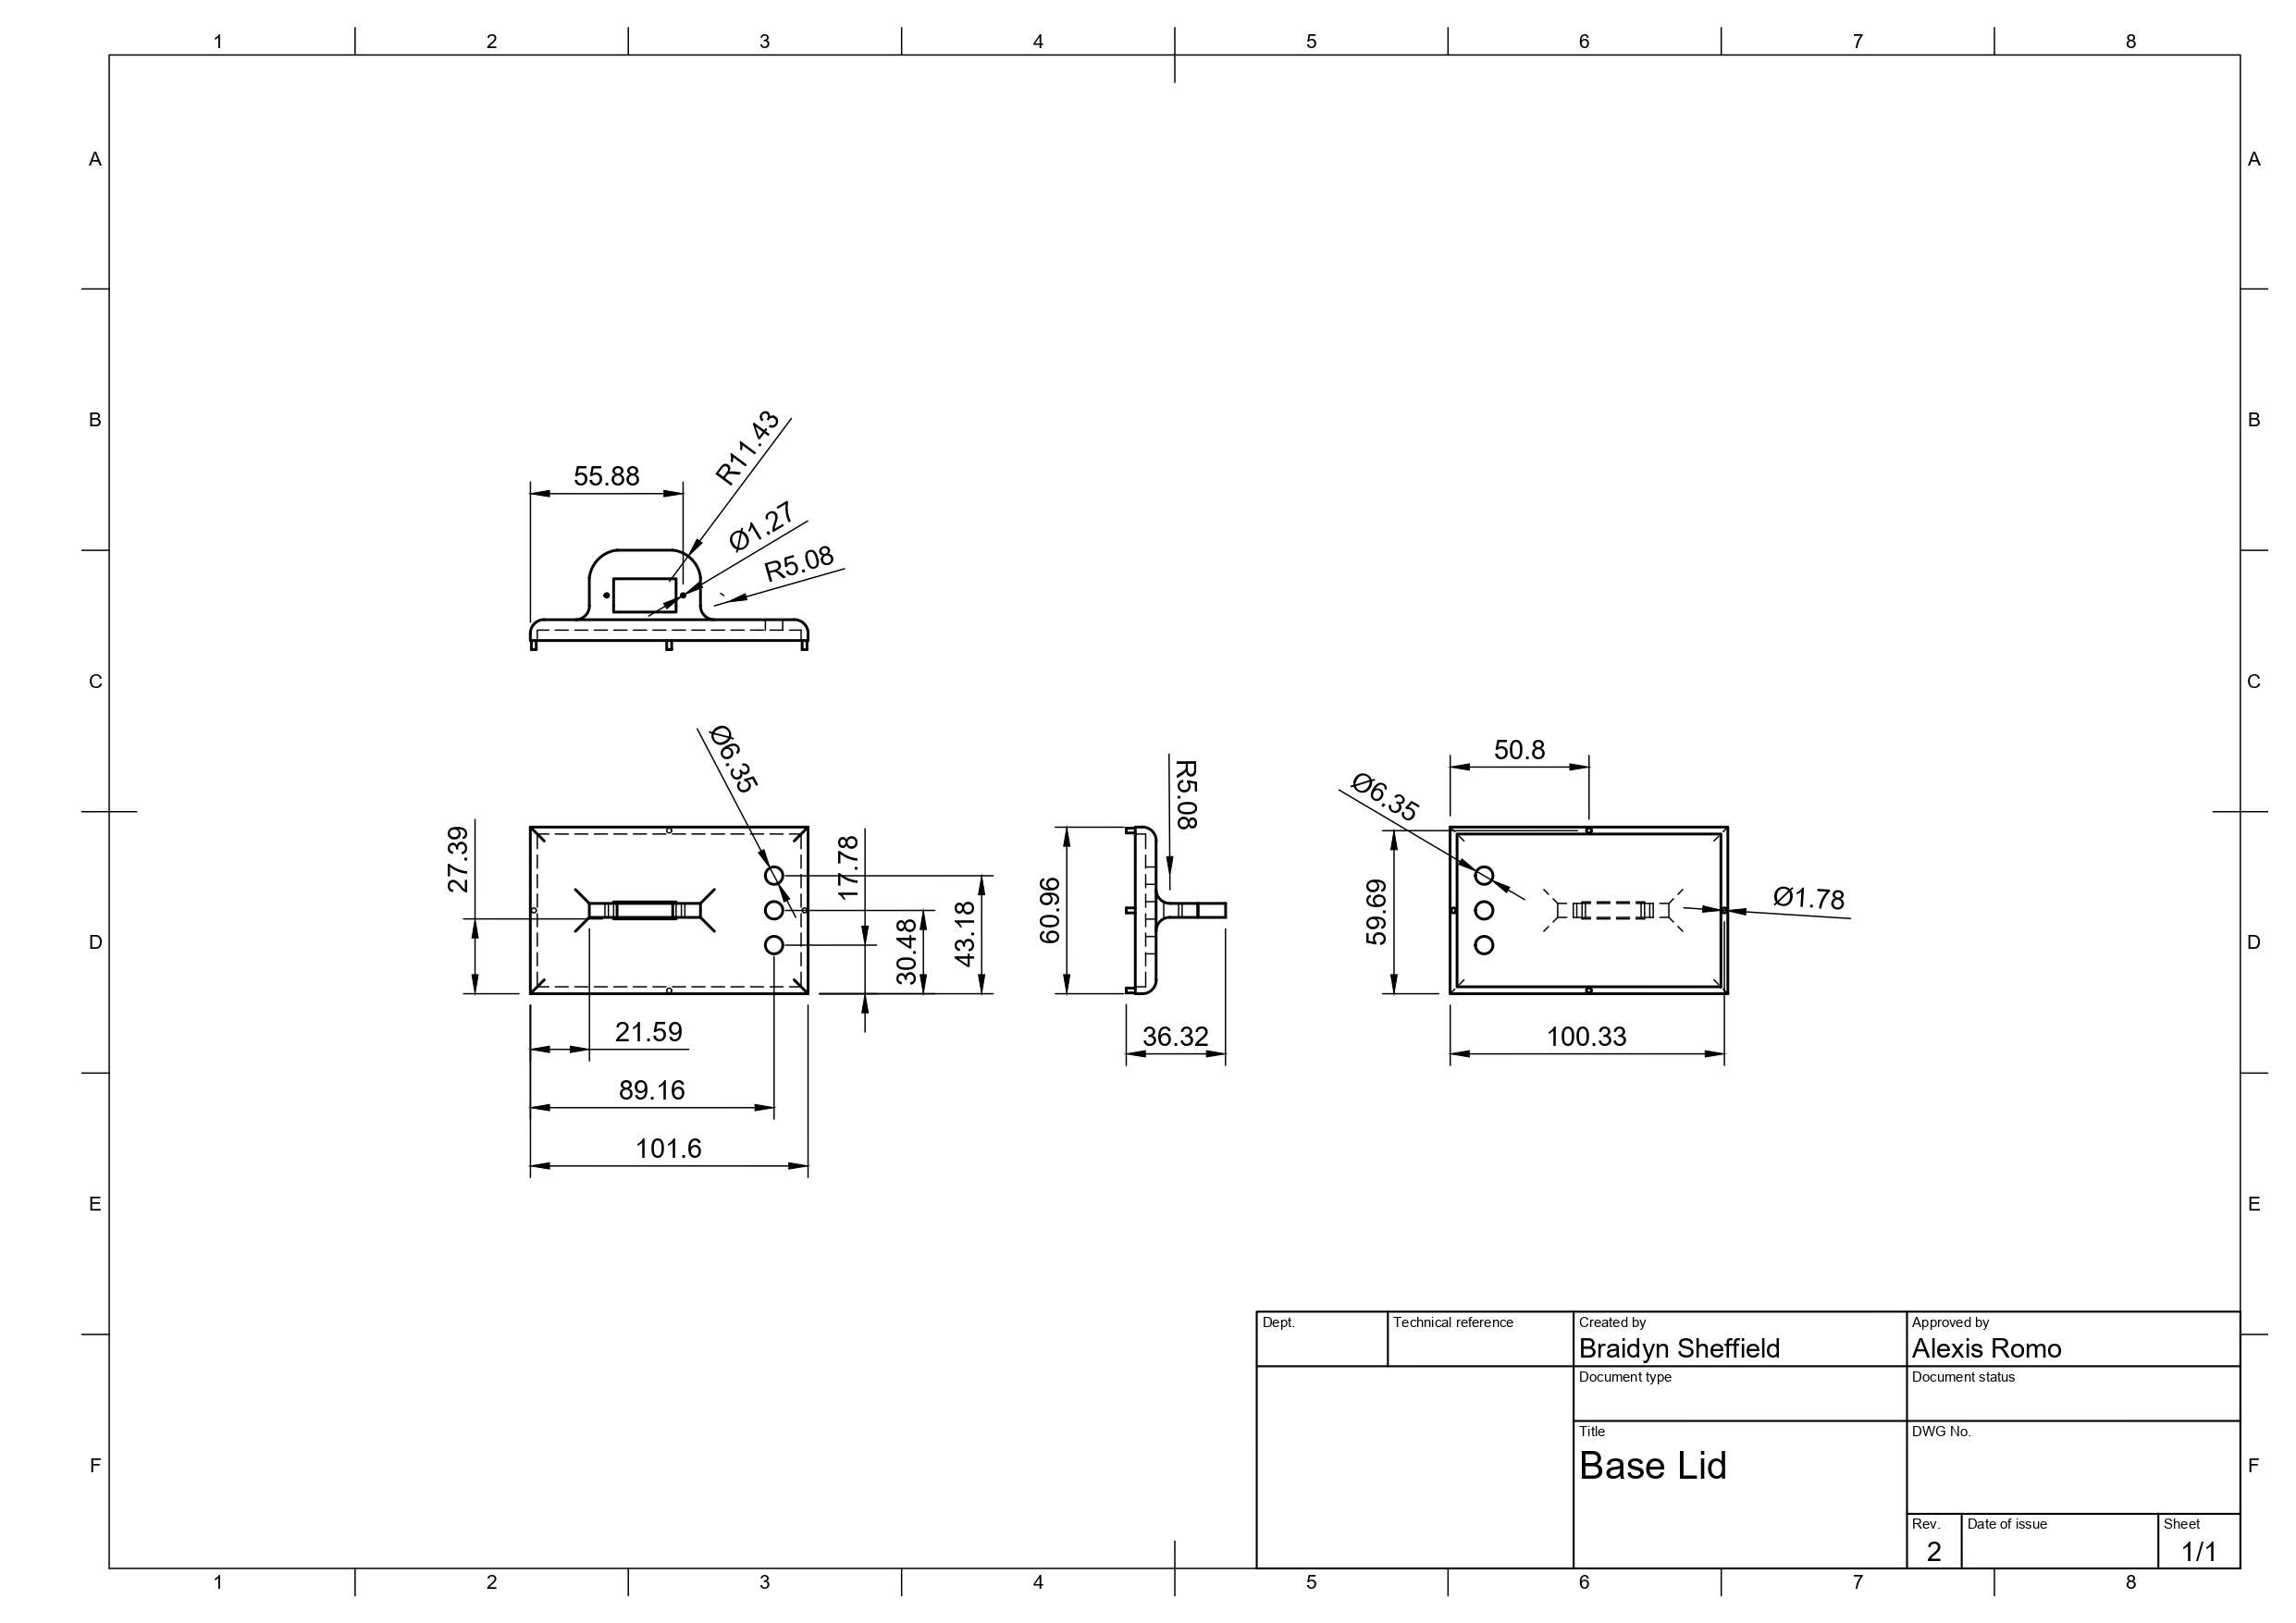 1 2 3 4 5 6 7 8
A A
B B
R11.43
55.88
Ø1.27
R5.08
C C
Ø6.35
27.39
17.78
30.48
43.18
21.59
89.16
101.6
R5.08
60.96
36.32
50.8
Ø6.35
59.69
Ø1.78
100.33
D D
E E
F F
Dept.
Technical reference
Created by
Braidyn Sheffield
Approved by
Alexis Romo
Document type
Document status
Title
Base Lid
DWG No.
Rev.
2
Date of issue
Sheet
1/1
1 2 3 4 5 6 7 8